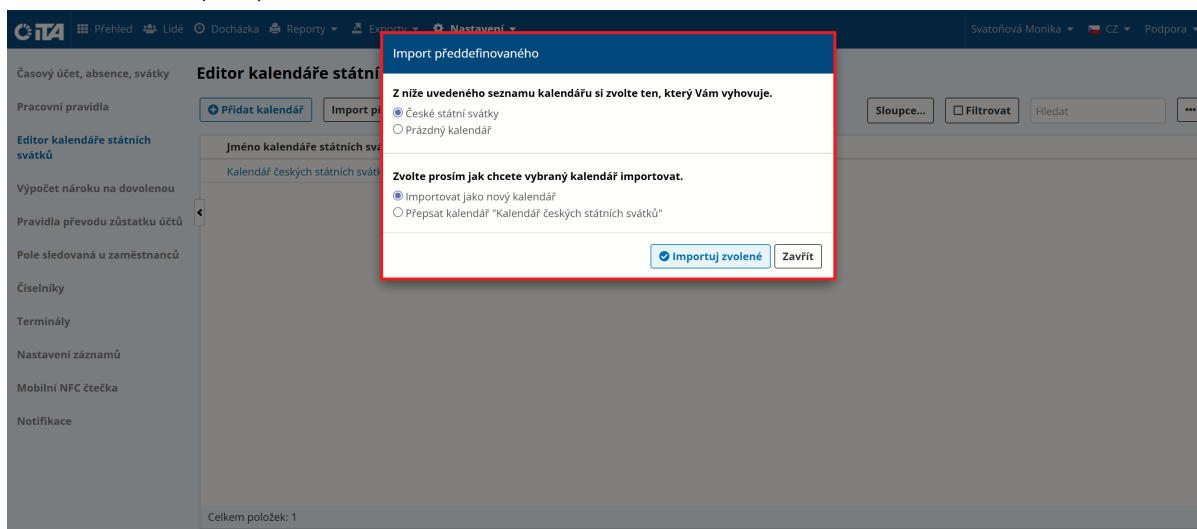 iTA Přehled Lidé Docházka Reporty Exporty Nastavení Svatoňová Monika CZ Podpora
Časový účet, absence, svátky
Pracovní pravidla
Editor kalendáře státních
svátků
Výpočet nároku na dovolenou
Pravidla převodu zůstatku účtů
Pole sledovaná u zaměstnanců
Číselníky
Terminály
Nastavení záznamů
Mobilní NFC čtečka
Notifikace
Editor kalendáře státní
Přidat kalendář Import př Sloupce... Filtrovat Hledat
Jméno kalendáře státních svá
Kalendář českých státních svátk
Import předdefinovaného
Z níže uvedeného seznamu kalendářu si zvolte ten, který Vám vyhovuje.
České státní svátky
Prázdný kalendář
Zvolte prosím jak chcete vybraný kalendář importovat.
Importovat jako nový kalendář
Přepsat kalendář "Kalendář českých státních svátků"
Importuj zvolené Zavřít
Celkem položek: 1